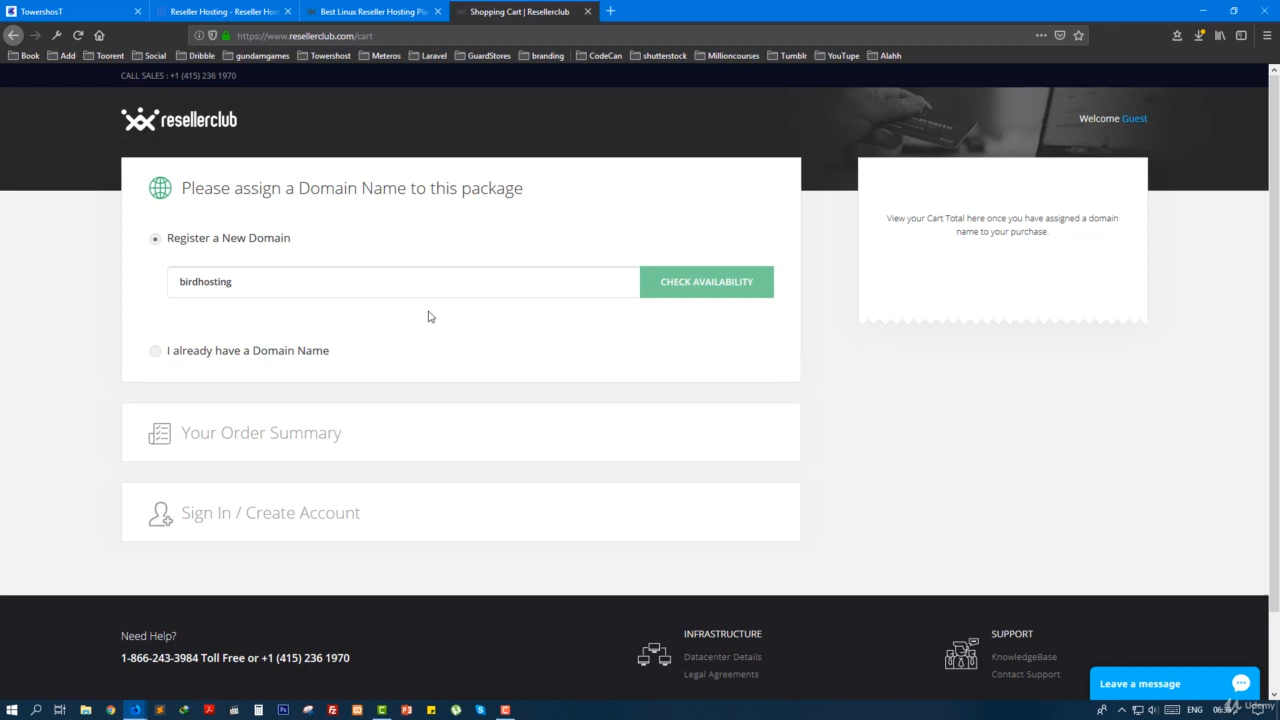 TowershosT
Reseller Hosting - Reseller Hos
Best Linux Reseller Hosting Pla
Shopping Cart | Resellerclub
https://www.resellerclub.com/cart
Book
Add
Toorent
Social
Dribble
gundamgames
Towershost
Meteros
Laravel
GuardStores
branding
CodeCan
shutterstock
Millioncourses
Tumblr
YouTupe
Alahh
CALL SALES : +1 (415) 236 1970
resellerclub
Welcome Guest
Please assign a Domain Name to this package
Register a New Domain
birdhosting
CHECK AVAILABILITY
I already have a Domain Name
View your Cart Total here once you have assigned a domain
name to your purchase.
Your Order Summary
Sign In / Create Account
Need Help?
1-866-243-3984 Toll Free or +1 (415) 236 1970
INFRASTRUCTURE
Datacenter Details
Legal Agreements
SUPPORT
KnowledgeBase
Contact Support
Leave a message
ENG
Udemy